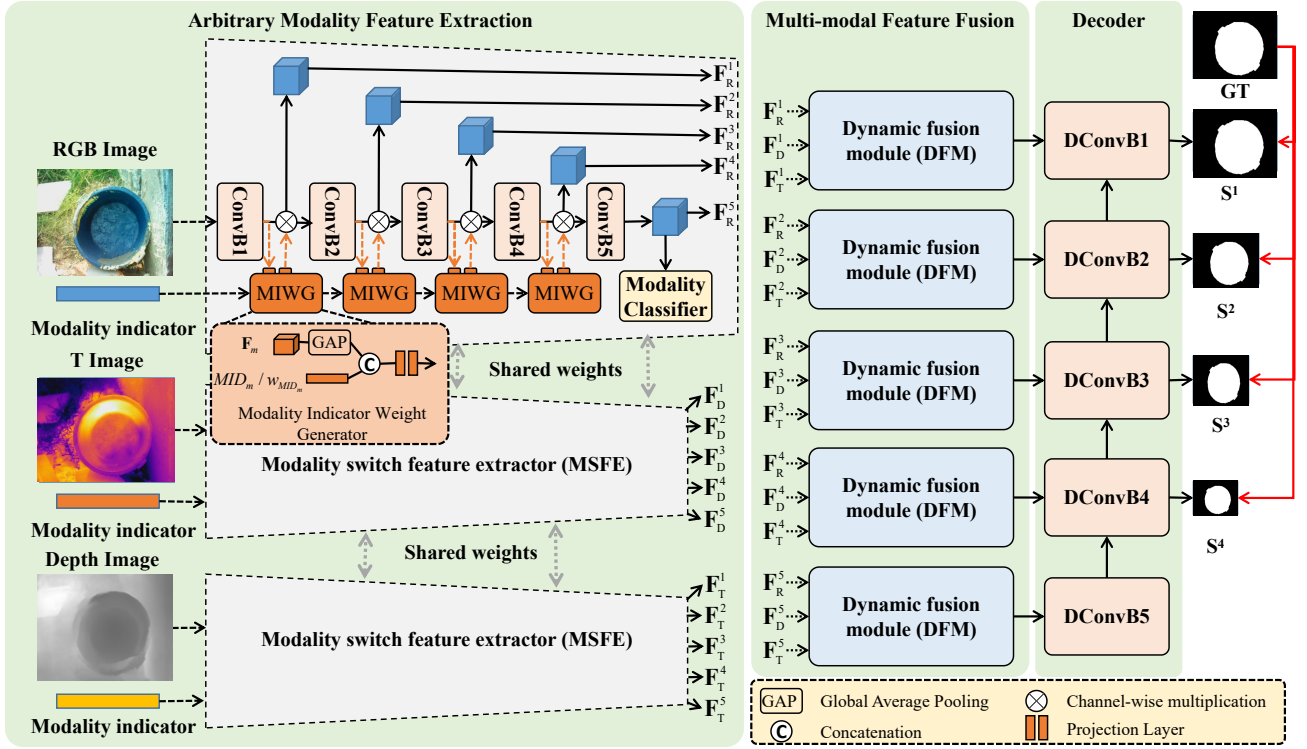 Arbitrary Modality Feature Extraction
RGB Image
Modality indicator
ConvB1
ConvB2
ConvB3
ConvB4
ConvB5
F_R^1
F_R^2
F_R^3
F_R^4
F_R^5
MIWG
MIWG
MIWG
MIWG
Modality
Classifier
F_m
GAP
C
MID_m / w_{MID_m}
Modality Indicator Weight
Generator
Shared weights
T Image
Modality indicator
Modality switch feature extractor (MSFE)
F_D^1
F_D^2
F_D^3
F_D^4
F_D^5
Shared weights
Depth Image
Modality indicator
Modality switch feature extractor (MSFE)
F_T^1
F_T^2
F_T^3
F_T^4
F_T^5
Multi-modal Feature Fusion
F_R^1
F_D^1
F_T^1
Dynamic fusion
module (DFM)
F_R^2
F_D^2
F_T^2
Dynamic fusion
module (DFM)
F_R^3
F_D^3
F_T^3
Dynamic fusion
module (DFM)
F_R^4
F_D^4
F_T^4
Dynamic fusion
module (DFM)
F_R^5
F_D^5
F_T^5
Dynamic fusion
module (DFM)
Decoder
DConvB1
DConvB2
DConvB3
DConvB4
DConvB5
GT
S^1
S^2
S^3
S^4
GAP Global Average Pooling
Channel-wise multiplication
C Concatenation
Projection Layer